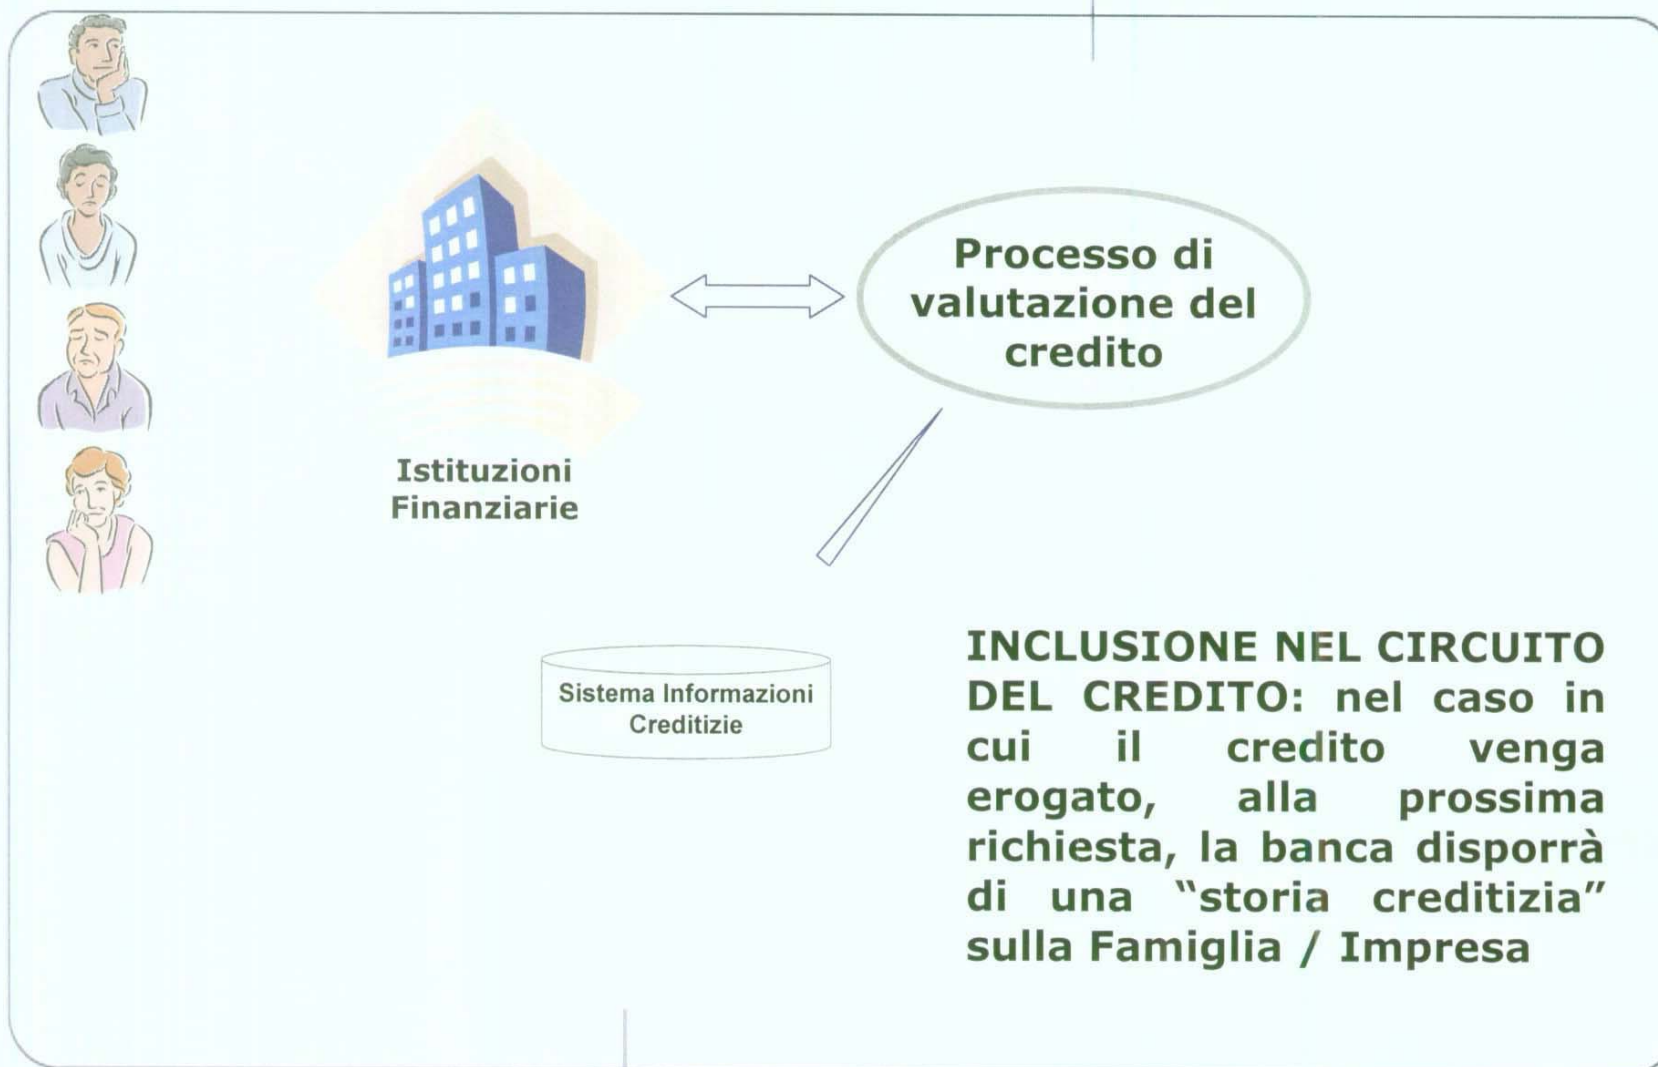 Processo di
valutazione del
credito
Istituzioni
Finanziarie
Sistema Informazioni
Creditizie
INCLUSIONE NEL CIRCUITO
DEL CREDITO: nel caso in
cui il credito venga
erogato, alla prossima
richiesta, la banca disporrà
di una “storia creditizia”
sulla Famiglia / Impresa